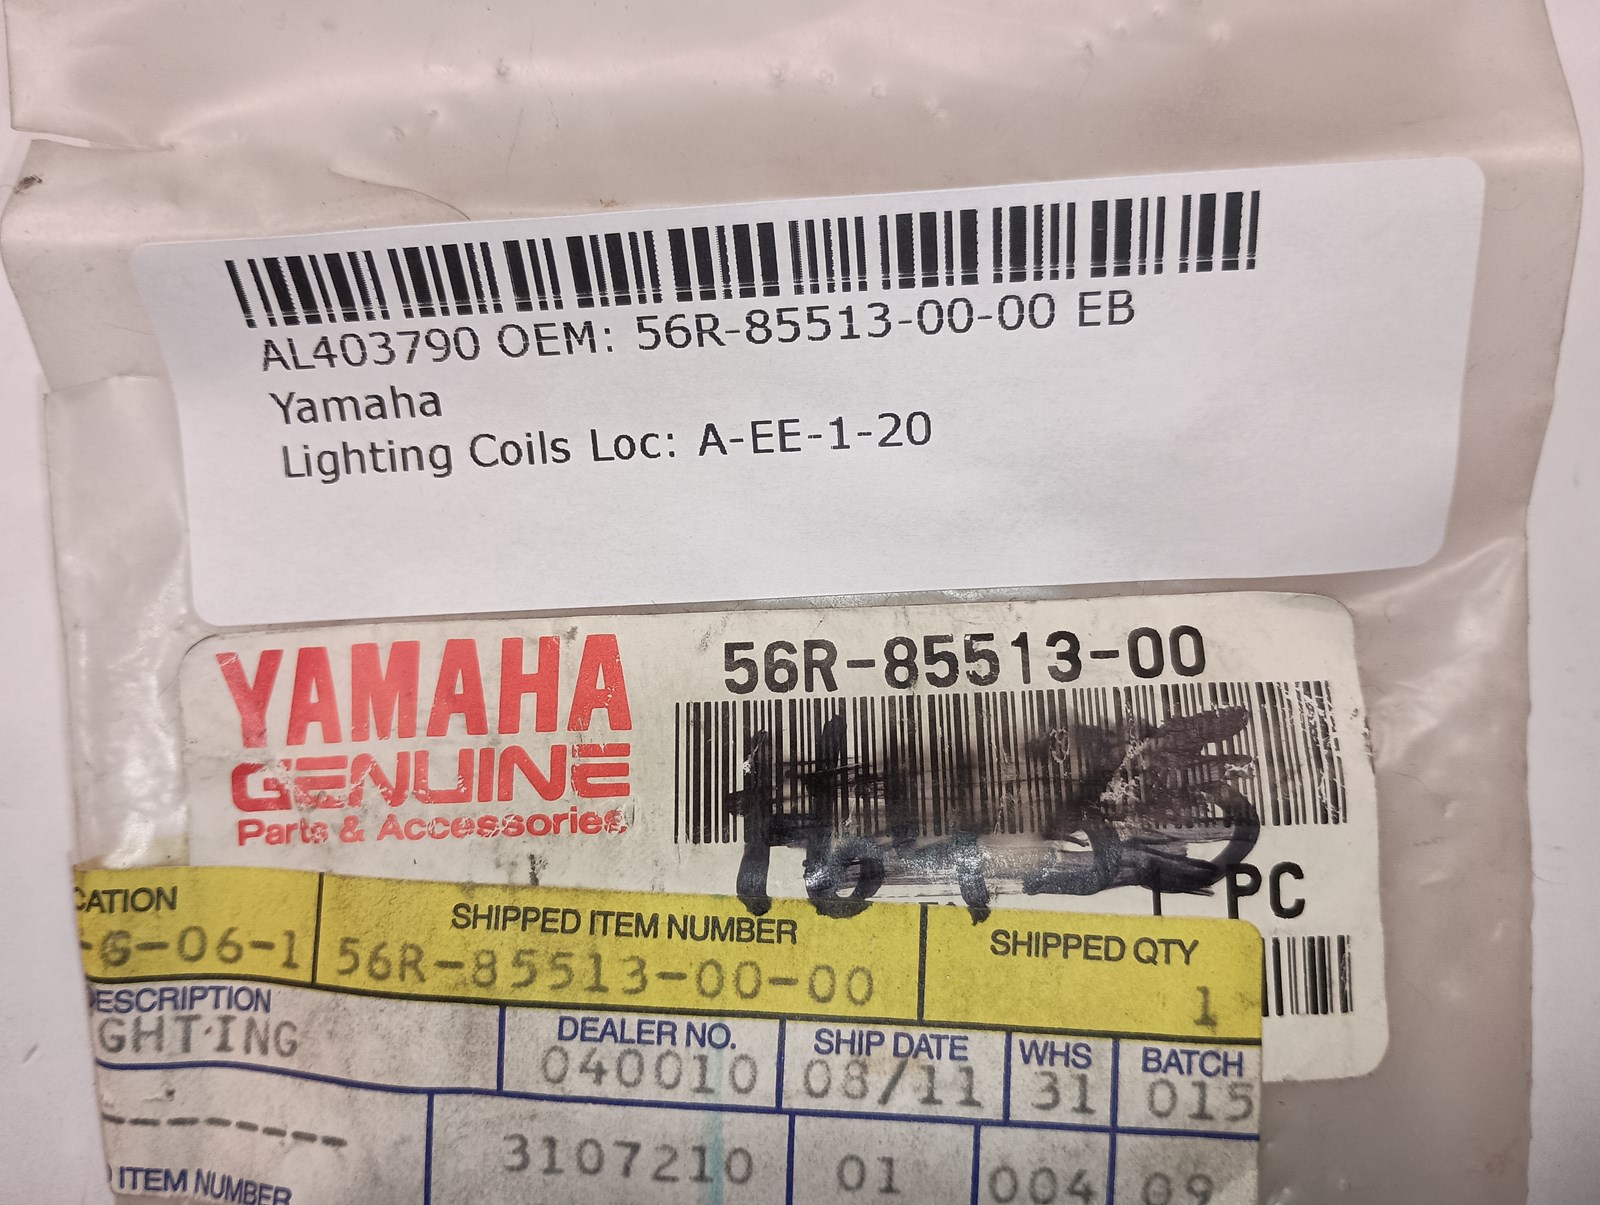 AL403790 OEM: 56R-85513-00-00 EB
Yamaha
Lighting Coils Loc: A-EE-1-20
YAMAHA
GENUINE
Parts & Accessories
56R-85513-00
1 PC
CATION
SHIPPED ITEM NUMBER
SHIPPED QTY
-G-06-1
56R-85513-00-00
1
DESCRIPTION
DEALER NO.
SHIP DATE
WHS
BATCH
GHTING
040010
08/11
31
015
3107210
01
004
09
ITEM NUMBER